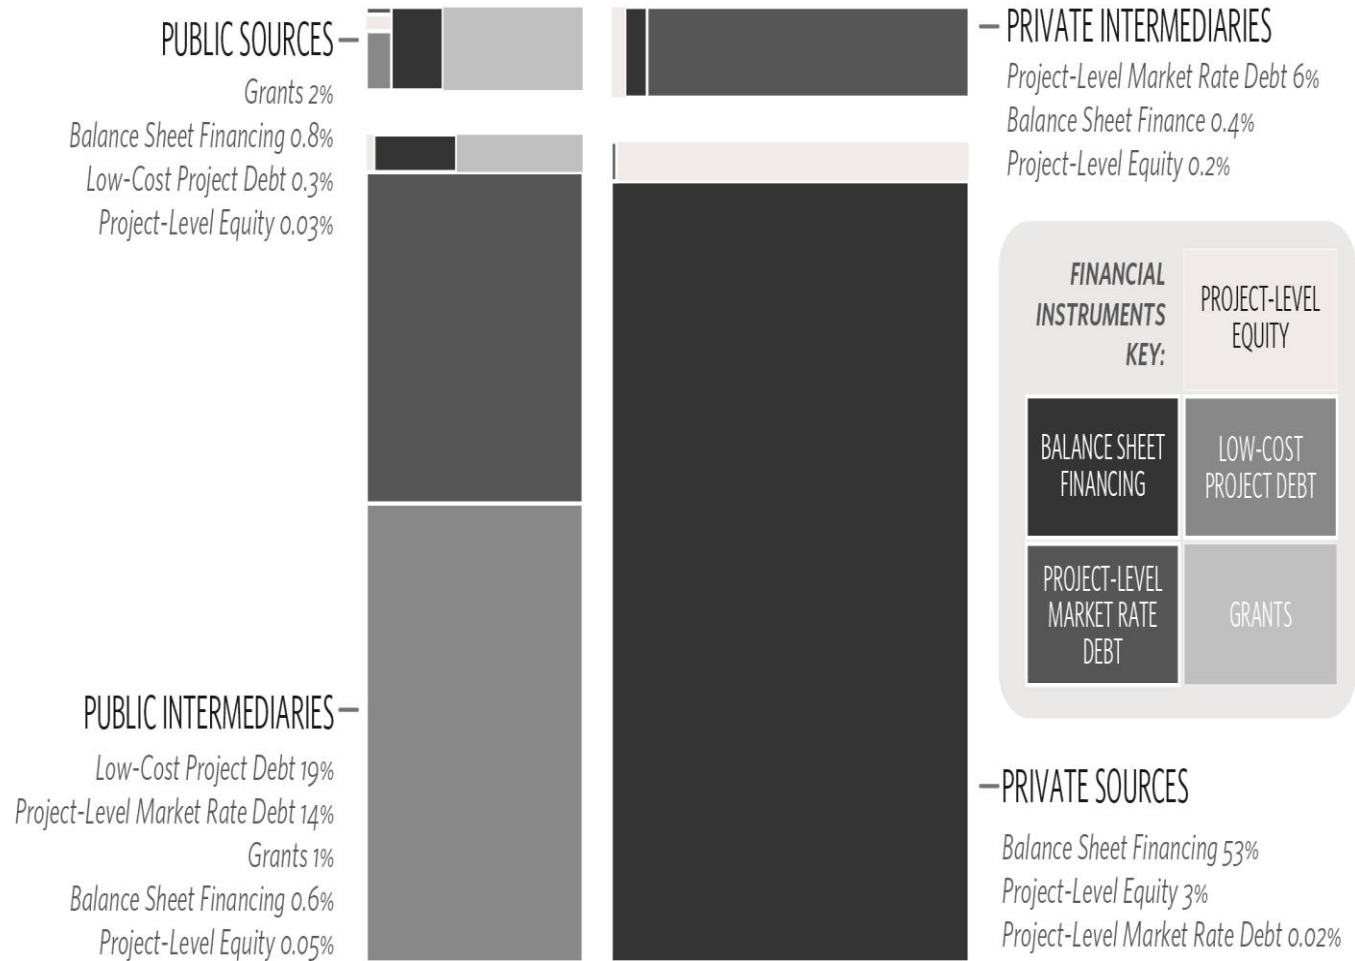 PUBLIC SOURCES
Grants 2%
Balance Sheet Financing 0.8%
Low-Cost Project Debt 0.3%
Project-Level Equity 0.03%
PUBLIC INTERMEDIARIES
Low-Cost Project Debt 19%
Project-Level Market Rate Debt 14%
Grants 1%
Balance Sheet Financing 0.6%
Project-Level Equity 0.05%
PRIVATE INTERMEDIARIES
Project-Level Market Rate Debt 6%
Balance Sheet Finance 0.4%
Project-Level Equity 0.2%
FINANCIAL
INSTRUMENTS
KEY:
PROJECT-LEVEL
EQUITY
BALANCE SHEET
FINANCING
LOW-COST
PROJECT DEBT
PROJECT-LEVEL
MARKET RATE
DEBT
GRANTS
PRIVATE SOURCES
Balance Sheet Financing 53%
Project-Level Equity 3%
Project-Level Market Rate Debt 0.02%